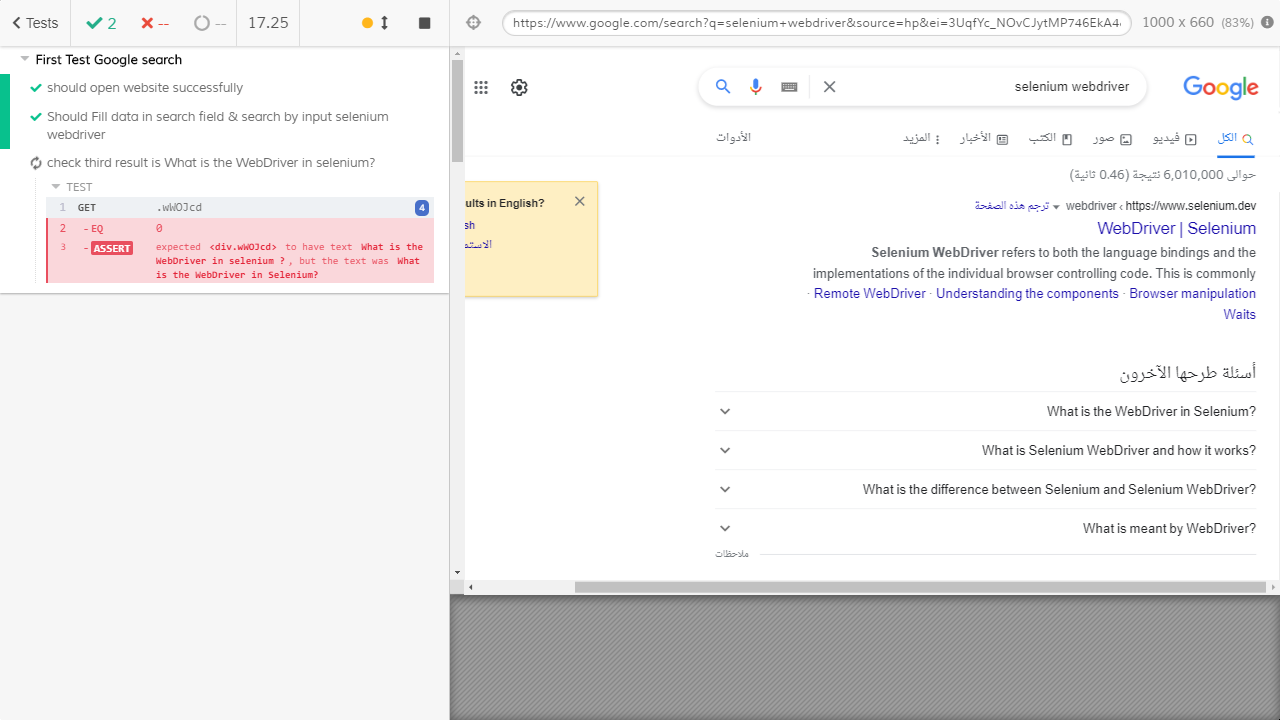 Tests
2
--
--
17.25
https://www.google.com/search?q=selenium+webdriver&source=hp&ei=3UqfYc_NOvCJytMP746EkA4
1000 x 660 (83%)
First Test Google search
should open website successfully
Should Fill data in search field & search by input selenium
webdriver
check third result is What is the WebDriver in selenium?
TEST
1 GET .wWOJcd 4
2 -EQ 0
3 -ASSERT expected <div.wWOJcd> to have text What is the
WebDriver in selenium ?, but the text was What
is the WebDriver in Selenium?
selenium webdriver
Google
الكل
فيديو
صور
الكتب
الأخبار
المزيد
الأدوات
حوالى 6,010,000 نتيجة (0.46 ثانية)
ults in English?
sh
الاستم
https://www.selenium.dev › webdriver
ترجم هذه الصفحة
WebDriver | Selenium
Selenium WebDriver refers to both the language bindings and the
implementations of the individual browser controlling code. This is commonly
· Remote WebDriver · Understanding the components · Browser manipulation
Waits
أسئلة طرحها الآخرون
What is the WebDriver in Selenium?
What is Selenium WebDriver and how it works?
What is the difference between Selenium and Selenium WebDriver?
What is meant by WebDriver?
ملاحظات